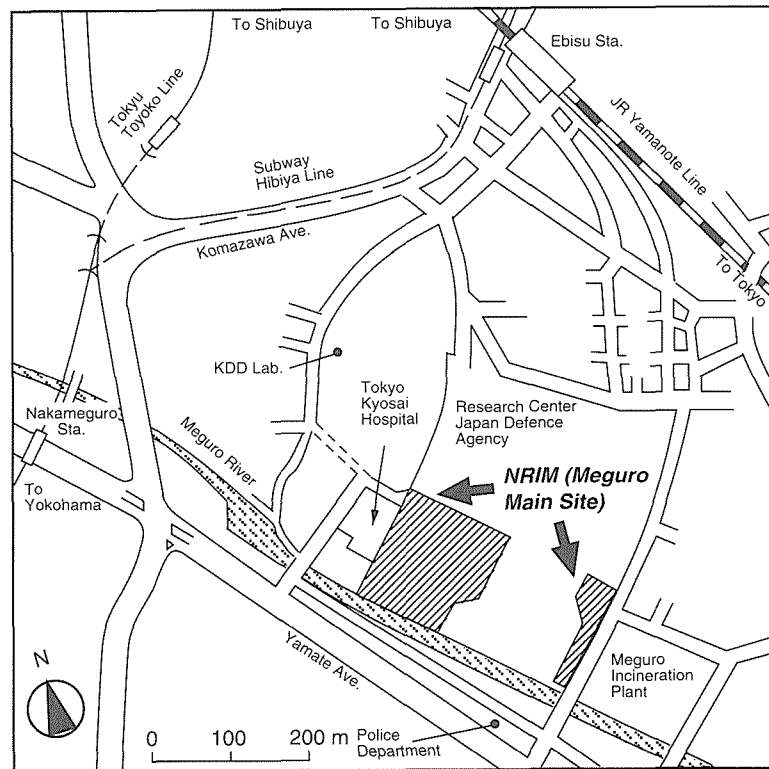 To Shibuya
To Shibuya
Ebisu Sta.
Tokyu
Toyoko Line
JR Yamanote Line
Subway
Hibiya Line
Komazawa Ave.
To Tokyo
KDD Lab.
Tokyo
Kyosai
Hospital
Research Center
Japan Defence
Agency
Nakameguro
Sta.
Meguro River
NRIM (Meguro
Main Site)
To
Yokohama
Yamate Ave.
Meguro
Incineration
Plant
N
0 100 200 m
Police
Department